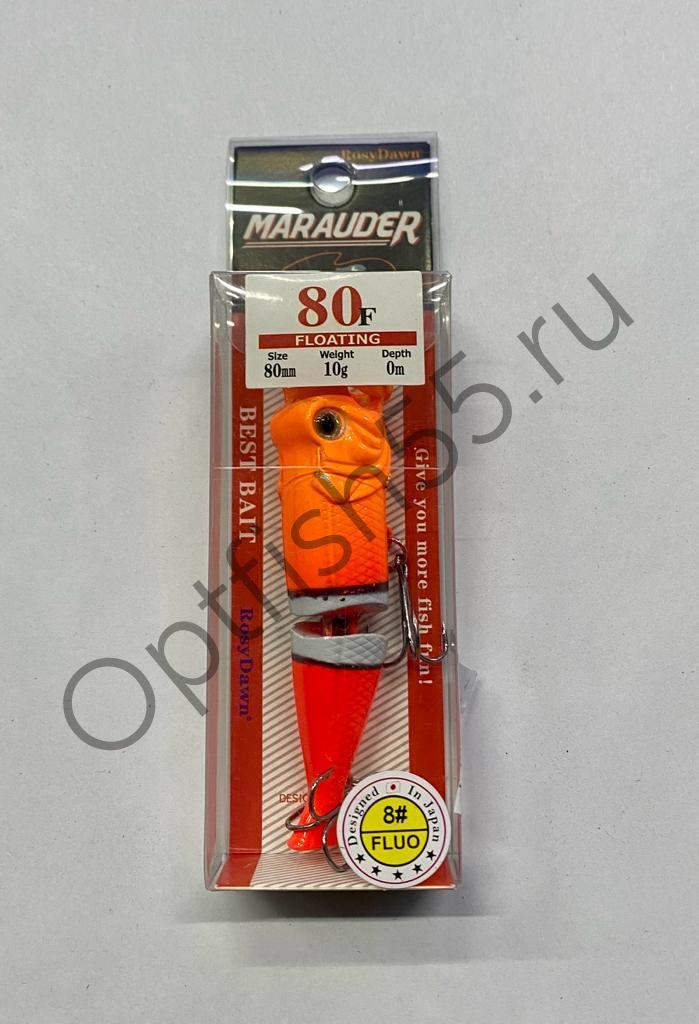 RosyDawn
MARAUDER
80F
FLOATING
Size Weight Depth
80mm 10g 0m
BEST BAIT
RosyDawn®
Give you more fish fun!
DESIG
Designed In Japan
8#
FLUO
Optfish55.ru